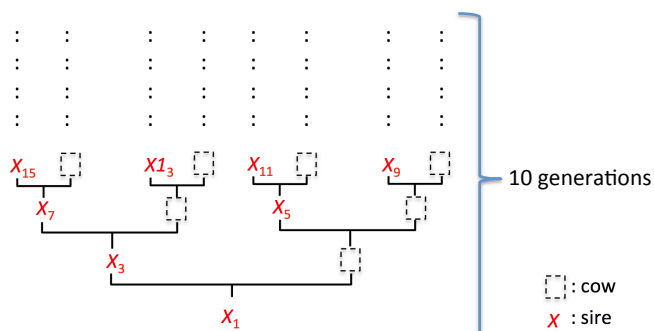 X15 X13 X11 X9
X7 X5
10 generations
X3
: cow
X : sire
X1